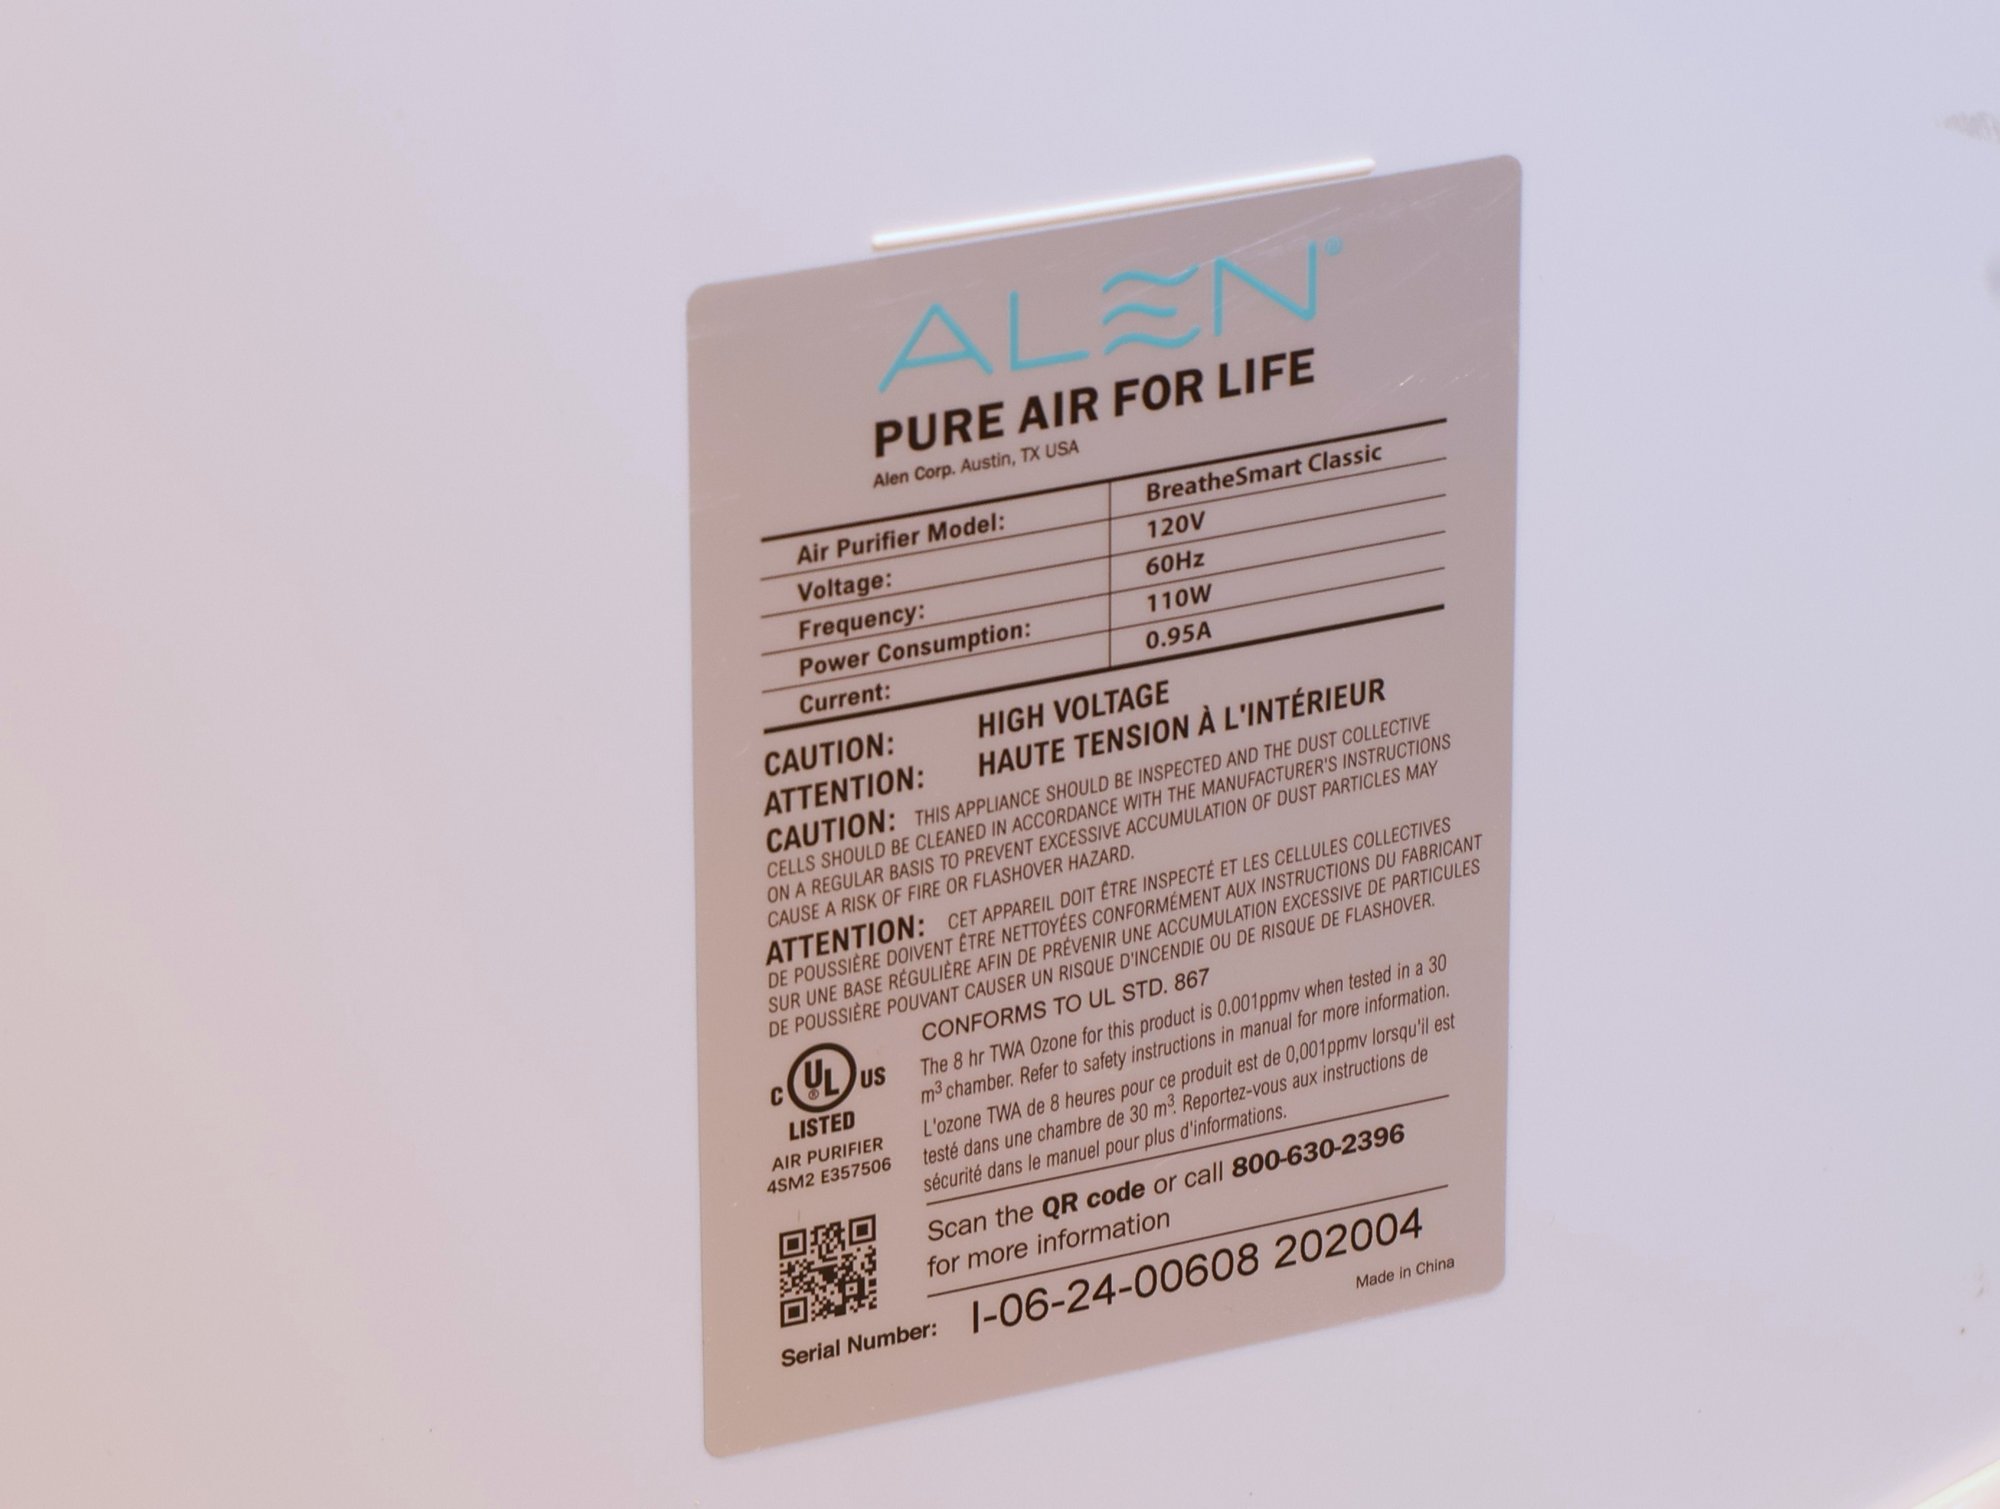 ALEN®
PURE AIR FOR LIFE
Alen Corp. Austin, TX USA
Air Purifier Model: BreatheSmart Classic
Voltage: 120V
Frequency: 60Hz
Power Consumption: 110W
Current: 0.95A
CAUTION: HIGH VOLTAGE
ATTENTION: HAUTE TENSION À L'INTÉRIEUR
CAUTION: THIS APPLIANCE SHOULD BE INSPECTED AND THE DUST COLLECTIVE
CELLS SHOULD BE CLEANED IN ACCORDANCE WITH THE MANUFACTURER'S INSTRUCTIONS
ON A REGULAR BASIS TO PREVENT EXCESSIVE ACCUMULATION OF DUST PARTICLES MAY
CAUSE A RISK OF FIRE OR FLASHOVER HAZARD.
ATTENTION: CET APPAREIL DOIT ÊTRE INSPECTÉ ET LES CELLULES COLLECTIVES
DE POUSSIÈRE DOIVENT ÊTRE NETTOYÉES CONFORMÉMENT AUX INSTRUCTIONS DU FABRICANT
SUR UNE BASE RÉGULIÈRE AFIN DE PRÉVENIR UNE ACCUMULATION EXCESSIVE DE PARTICULES
DE POUSSIÈRE POUVANT CAUSER UN RISQUE D'INCENDIE OU DE RISQUE DE FLASHOVER.
CONFORMS TO UL STD. 867
The 8 hr TWA Ozone for this product is 0.001ppmv when tested in a 30
m³ chamber. Refer to safety instructions in manual for more information.
L'ozone TWA de 8 heures pour ce produit est de 0,001ppmv lorsqu'il est
testé dans une chambre de 30 m³. Reportez-vous aux instructions de
sécurité dans le manuel pour plus d'informations.
C UL® US
LISTED
AIR PURIFIER
4SM2 E357506
Scan the QR code or call 800-630-2396
for more information
Serial Number: I-06-24-00608 202004
Made in China